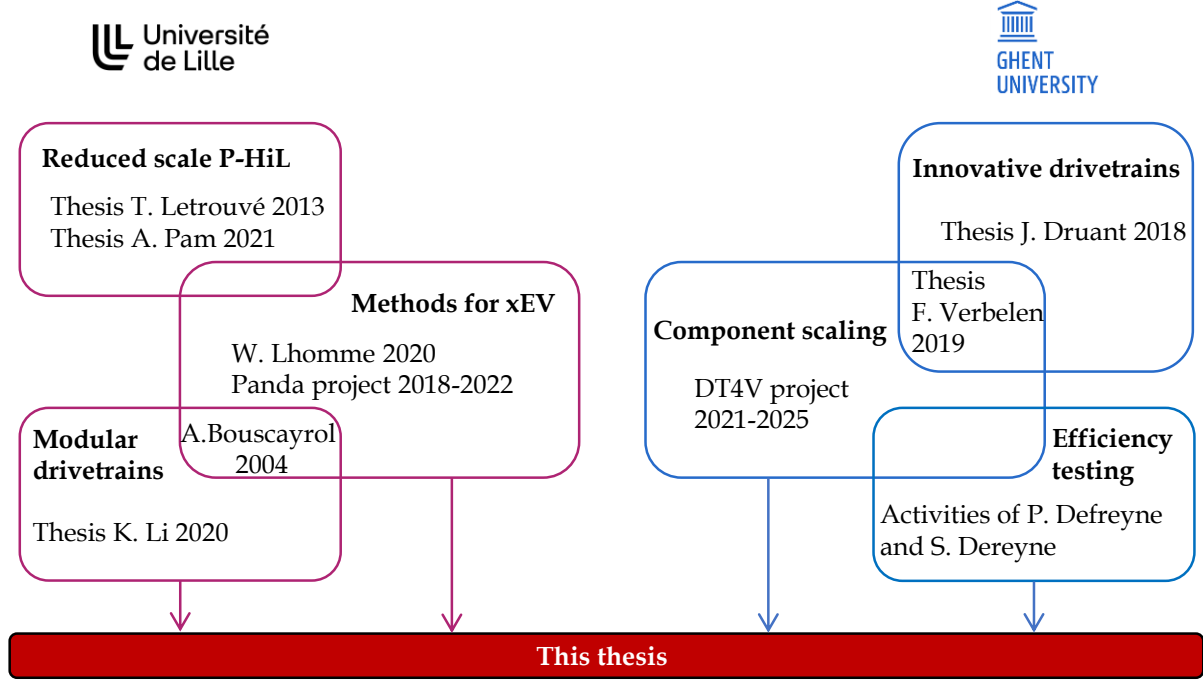 Université
de Lille
GHENT
UNIVERSITY
Reduced scale P-HiL
Thesis T. Letrouvé 2013
Thesis A. Pam 2021
Methods for xEV
W. Lhomme 2020
Panda project 2018-2022
A.Bouscayrol
2004
Modular
drivetrains
Thesis K. Li 2020
Innovative drivetrains
Thesis J. Druant 2018
Thesis
F. Verbelen
2019
Component scaling
DT4V project
2021-2025
Efficiency
testing
Activities of P. Defreyne
and S. Dereyne
This thesis